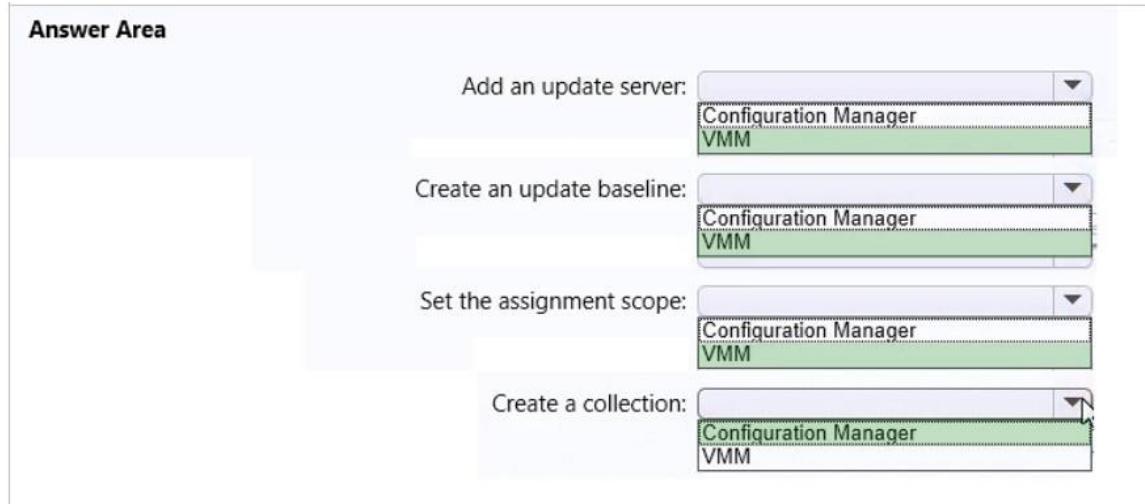 Answer Area
Add an update server:
Configuration Manager
VMM
Create an update baseline:
Configuration Manager
VMM
Set the assignment scope:
Configuration Manager
VMM
Create a collection:
Configuration Manager
VMM